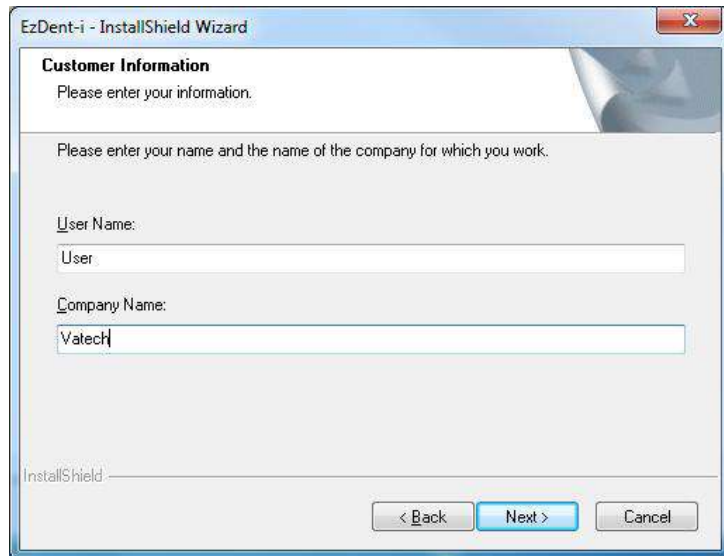 EzDent-i - InstallShield Wizard
Customer Information
Please enter your information.
Please enter your name and the name of the company for which you work.
User Name:
User
Company Name:
Vatech
InstallShield
< Back Next > Cancel